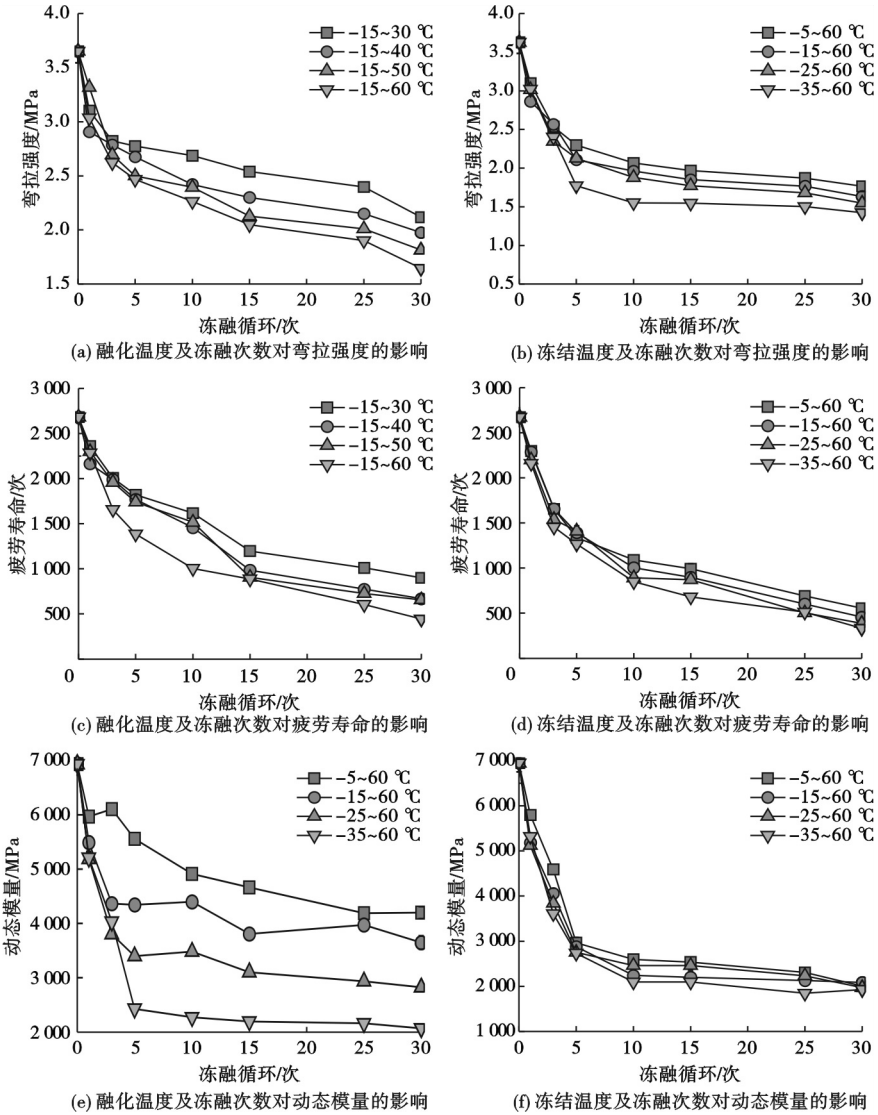 4.0
3.5
3.0
2.5
2.0
1.5
弯拉强度/MPa
-15~30 ℃
-15~40 ℃
-15~50 ℃
-15~60 ℃
0 5 10 15 20 25 30
冻融循环/次
(a) 融化温度及冻融次数对弯拉强度的影响
4.0
3.5
3.0
2.5
2.0
1.5
1.0
0.5
弯拉强度/MPa
-5~60 ℃
-15~60 ℃
-25~60 ℃
-35~60 ℃
0 5 10 15 20 25 30
冻融循环/次
(b) 冻结温度及冻融次数对弯拉强度的影响
3 000
2 500
2 000
1 500
1 000
500
疲劳寿命/次
-15~30 ℃
-15~40 ℃
-15~50 ℃
-15~60 ℃
0 5 10 15 20 25 30
冻融循环/次
(c) 融化温度及冻融次数对疲劳寿命的影响
3 000
2 500
2 000
1 500
1 000
500
疲劳寿命/次
-5~60 ℃
-15~60 ℃
-25~60 ℃
-35~60 ℃
0 5 10 15 20 25 30
冻融循环/次
(d) 冻结温度及冻融次数对疲劳寿命的影响
7 000
6 000
5 000
4 000
3 000
2 000
动态模量/MPa
-5~60 ℃
-15~60 ℃
-25~60 ℃
-35~60 ℃
0 5 10 15 20 25 30
冻融循环/次
(e) 融化温度及冻融次数对动态模量的影响
7 000
6 000
5 000
4 000
3 000
2 000
1 000
动态模量/MPa
-5~60 ℃
-15~60 ℃
-25~60 ℃
-35~60 ℃
0 5 10 15 20 25 30
冻融循环/次
(f) 冻结温度及冻融次数对动态模量的影响